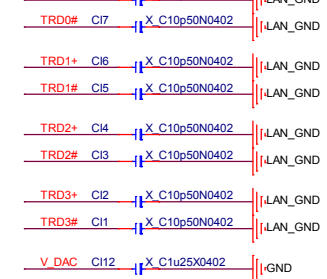 LAN_GND
TRD0# CI7 X_C10p50N0402 LAN_GND
TRD1+ CI6 X_C10p50N0402 LAN_GND
TRD1# CI5 X_C10p50N0402 LAN_GND
TRD2+ CI4 X_C10p50N0402 LAN_GND
TRD2# CI3 X_C10p50N0402 LAN_GND
TRD3+ CI2 X_C10p50N0402 LAN_GND
TRD3# CI1 X_C10p50N0402 LAN_GND
V_DAC CI12 X_C1u25X0402 GND